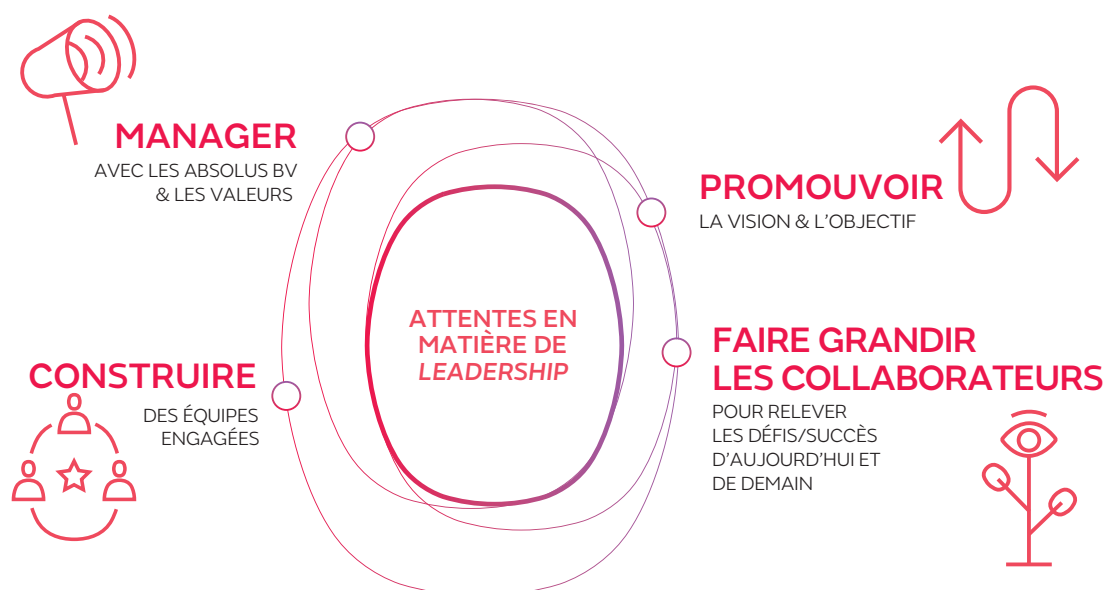 MANAGER
AVEC LES ABSOLUS BV
& LES VALEURS
PROMOUVOIR
LA VISION & L’OBJECTIF
ATTENTES EN
MATIÈRE DE
LEADERSHIP
CONSTRUIRE
DES ÉQUIPES
ENGAGÉES
FAIRE GRANDIR
LES COLLABORATEURS
POUR RELEVER
LES DÉFIS/SUCCÈS
D’AUJOURD’HUI ET
DE DEMAIN